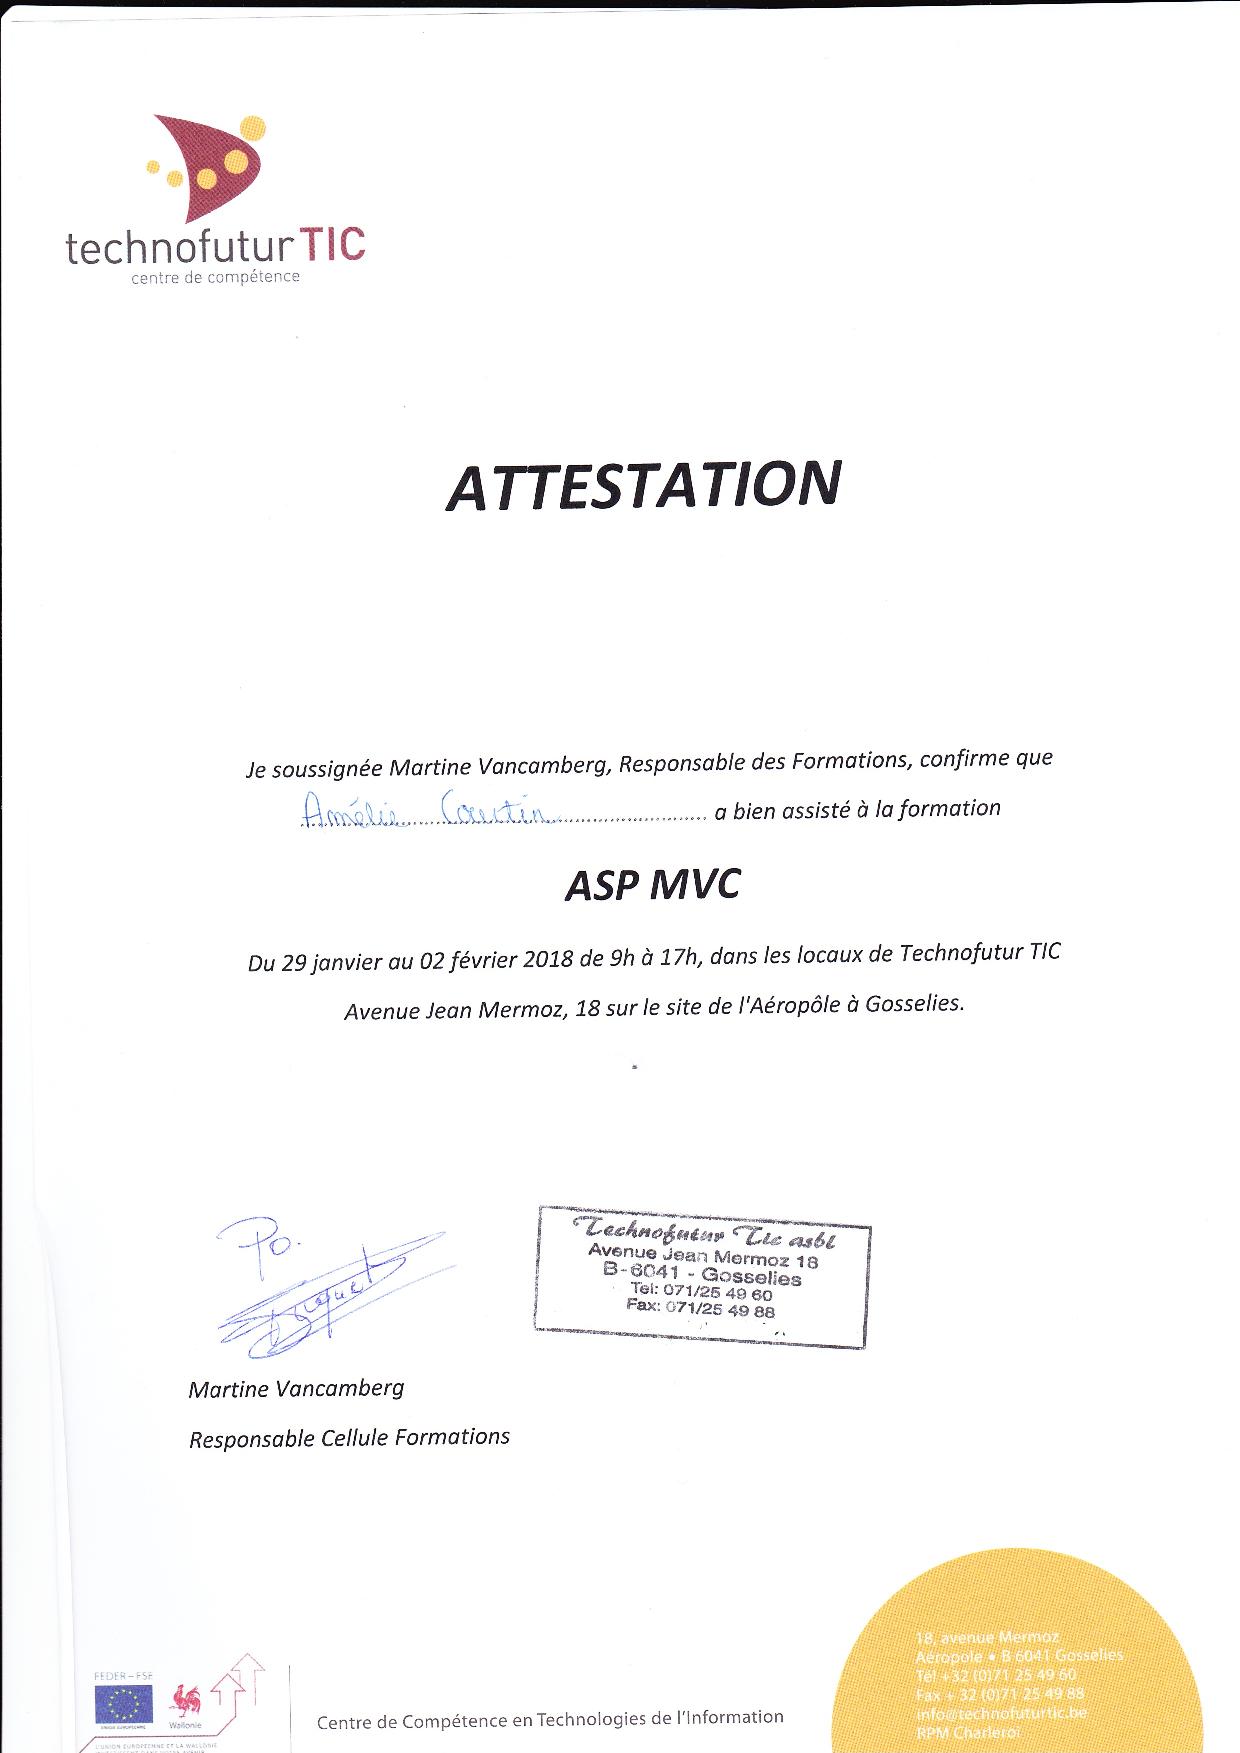 technofutur TIC
centre de compétence
ATTESTATION
Je soussignée Martine Vancamberg, Responsable des Formations, confirme que
Amélie Courtin a bien assisté à la formation
ASP MVC
Du 29 janvier au 02 février 2018 de 9h à 17h, dans les locaux de Technofutur TIC
Avenue Jean Mermoz, 18 sur le site de l'Aéropôle à Gosselies.
Po.
Technofutur Tic asbl
Avenue Jean Mermoz 18
B-6041 - Gosselies
Tel: 071/25 49 60
Fax: 071/25 49 88
Martine Vancamberg
Responsable Cellule Formations
FEDER-FSE
UNION EUROPEENNE
Wallonie
L'UNION EUROPEENNE ET LA WALLONIE
Centre de Compétence en Technologies de l'Information
18, avenue Mermoz
Aéropole • B 6041 Gosselies
Tél +32 (0)71 25 49 60
Fax + 32 (0)71 25 49 88
info@technofuturtic.be
RPM Charleroi